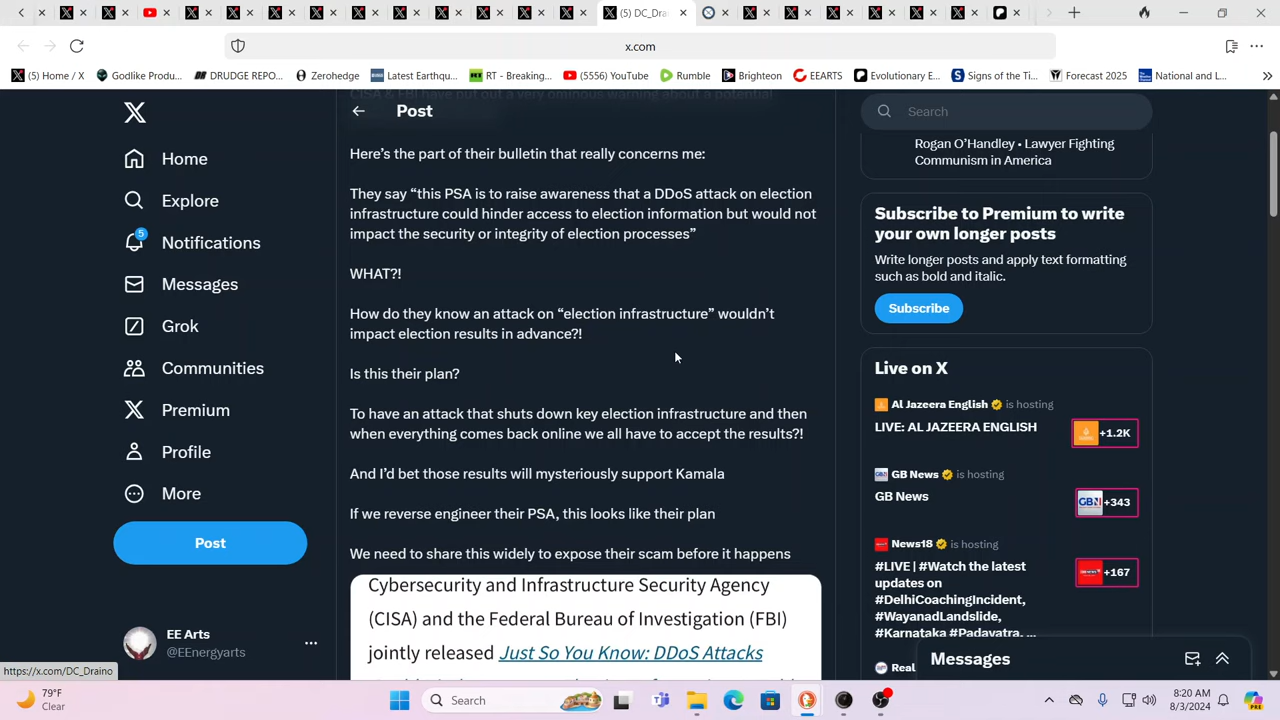 (5) DC_Dra
x.com
(5) Home / X
Godlike Produ...
DRUDGE REPO...
Zerohedge
Latest Earthqu...
RT - Breaking...
(5556) YouTube
Rumble
Brighteon
EEARTS
Evolutionary E...
Signs of the Ti...
Forecast 2025
National and L...
CISA & FBI have put out a very ominous warning about a potential
Post
Home
Explore
5
Notifications
Messages
Grok
Communities
Premium
Profile
More
Post
EE Arts
@EEnergyarts
Here’s the part of their bulletin that really concerns me:
They say “this PSA is to raise awareness that a DDoS attack on election
infrastructure could hinder access to election information but would not
impact the security or integrity of election processes”
WHAT?!
How do they know an attack on “election infrastructure” wouldn’t
impact election results in advance?!
Is this their plan?
To have an attack that shuts down key election infrastructure and then
when everything comes back online we all have to accept the results?!
And I’d bet those results will mysteriously support Kamala
If we reverse engineer their PSA, this looks like their plan
We need to share this widely to expose their scam before it happens
Cybersecurity and Infrastructure Security Agency
(CISA) and the Federal Bureau of Investigation (FBI)
jointly released Just So You Know: DDoS Attacks
Search
Rogan O’Handley • Lawyer Fighting
Communism in America
Subscribe to Premium to write
your own longer posts
Write longer posts and apply text formatting
such as bold and italic.
Subscribe
Live on X
Al Jazeera English is hosting
LIVE: AL JAZEERA ENGLISH
+1.2K
GB News is hosting
GB News
GBN +343
News18 is hosting
#LIVE | #Watch the latest
updates on
#DelhiCoachingIncident,
#WayanadLandslide,
#Karnataka #Padayatra, ...
+167
Real
Messages
https://x.com/DC_Draino
79°F
Clear
Search
8:20 AM
8/3/2024